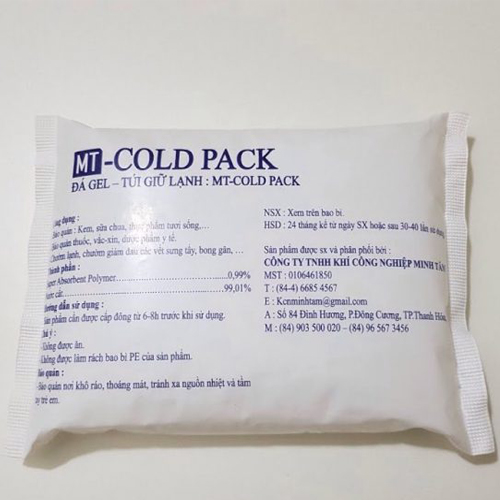 MT-COLD PACK
ĐÁ GEL – TÚI GIỮ LẠNH : MT-COLD PACK
dụng :
quản : Kem, sữa chua, thực phẩm tươi sống,…
Bảo quản thuốc, vắc-xin, dược phẩm y tế.
Chườm lạnh, chườm giảm đau các vết sưng tấy, bong gân, …
Thành phần :
Super Absorbent Polymer 0,99%
Nước cất 99,01%
Hướng dẫn sử dụng :
Sản phẩm cần được cấp đông từ 6-8h trước khi sử dụng.
Chú ý :
-Không được ăn.
-Không được làm rách bao bì PE của sản phẩm.
Bảo quản :
-Bảo quản nơi khô ráo, thoáng mát, tránh xa nguồn nhiệt và tầm
tay trẻ em.
NSX : Xem trên bao bì.
HSD : 24 tháng kể từ ngày SX hoặc sau 30-40 lần sử dụng
Sản phẩm được sx và phân phối bởi :
CÔNG TY TNHH KHÍ CÔNG NGHIỆP MINH TÂM
MST : 0106461850
T : (84-4) 6685 4567
E : Kcnminhtam@gmail.com
A : Số 84 Đình Hương, P.Đông Cương, TP.Thanh Hóa.
M : (84) 903 500 020 – (84) 96 567 3456